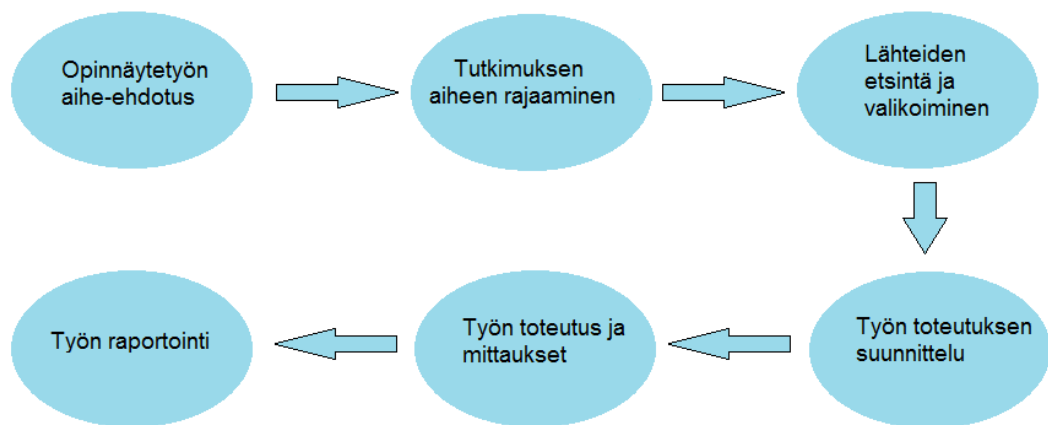 Opinnäytetyön
aihe-ehdotus
Tutkimuksen
aiheen rajaaminen
Lähteiden
etsintä ja
valikoiminen
Työn toteutuksen
suunnittelu
Työn toteutus ja
mittaukset
Työn raportointi